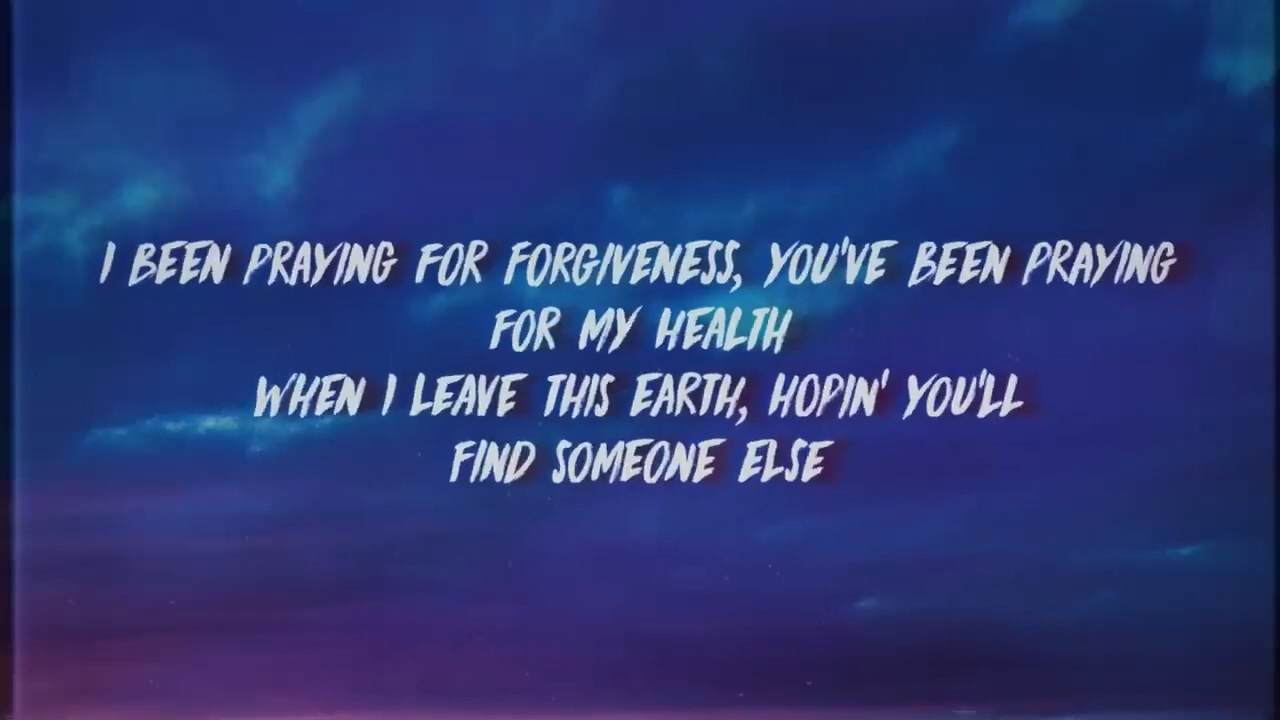 I BEEN PRAYING FOR FORGIVENESS, YOU'VE BEEN PRAYING
FOR MY HEALTH
WHEN I LEAVE THIS EARTH, HOPIN' YOU'LL
FIND SOMEONE ELSE